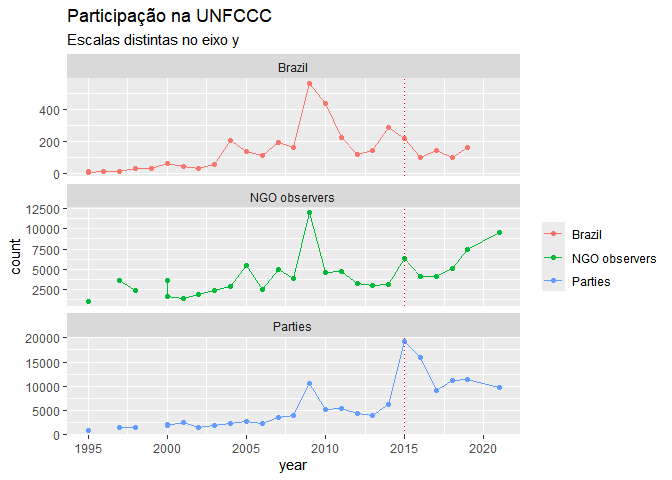 Participação na UNFCCC
Escalas distintas no eixo y
Brazil
400
200
0
NGO observers
12500
10000
7500
5000
2500
Parties
20000
15000
10000
5000
0
1995
2000
2005
2010
2015
2020
year
count
Brazil
NGO observers
Parties